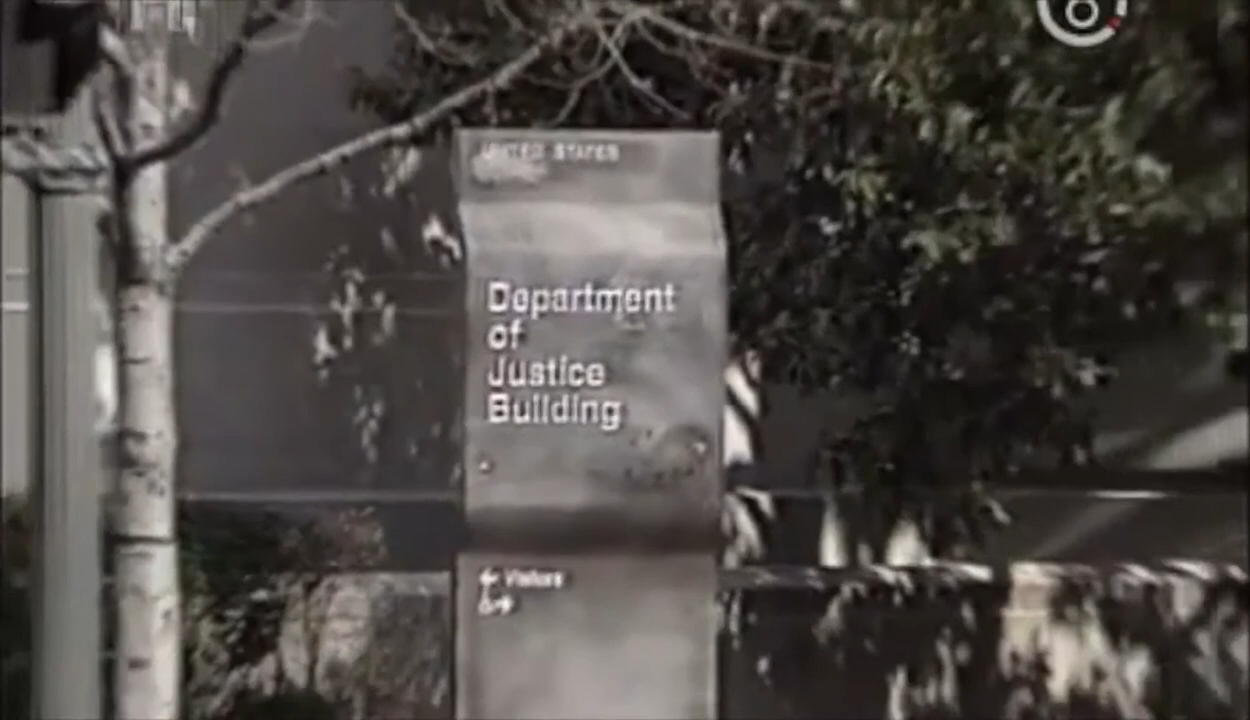 UNITED STATES
Department
of
Justice
Building
← Visitors